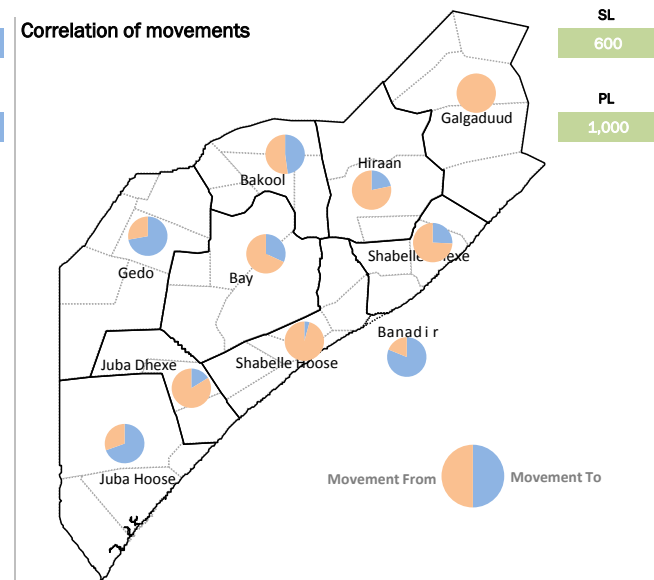 Correlation of movements
SL
600
PL
1,000
Galgaduud
Hiraan
Bakool
Shabelle
Gedo
Bay
Banadir
Juba Dhexe
Shabelle Hoose
Juba Hoose
Movement From
Movement To